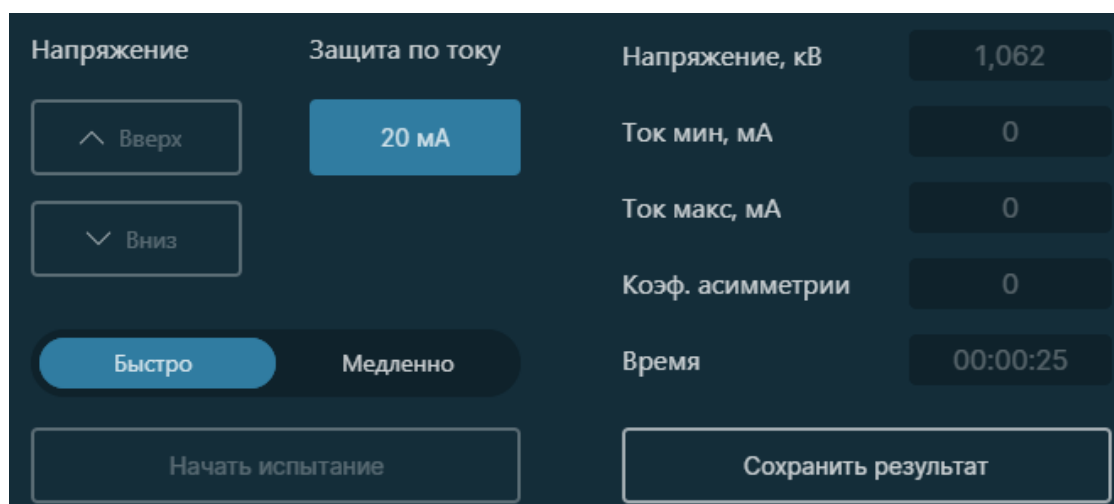 Напряжение
Защита по току
Вверх
20 мА
Вниз
Быстро
Медленно
Начать испытание
Напряжение, кВ
1,062
Ток мин, мА
0
Ток макс, мА
0
Коэф. асимметрии
0
Время
00:00:25
Сохранить результат